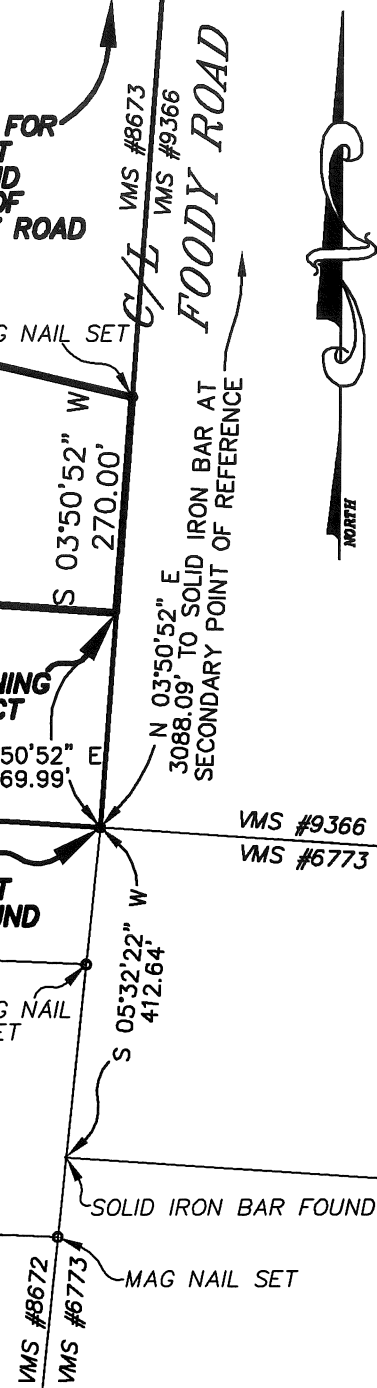 FOR
VMS #8673
VMS #9366
C/L
FOODY ROAD
ROAD
NAIL SET
S 03°50'52" W
270.00'
N 03°50'52" E
3088.09' TO SOLID IRON BAR AT
SECONDARY POINT OF REFERENCE
NORTH
50'52" E
69.99'
VMS #9366
VMS #6773
NAIL
S 05°32'22" W
412.64'
SOLID IRON BAR FOUND
MAG NAIL SET
VMS #8672
VMS #6773